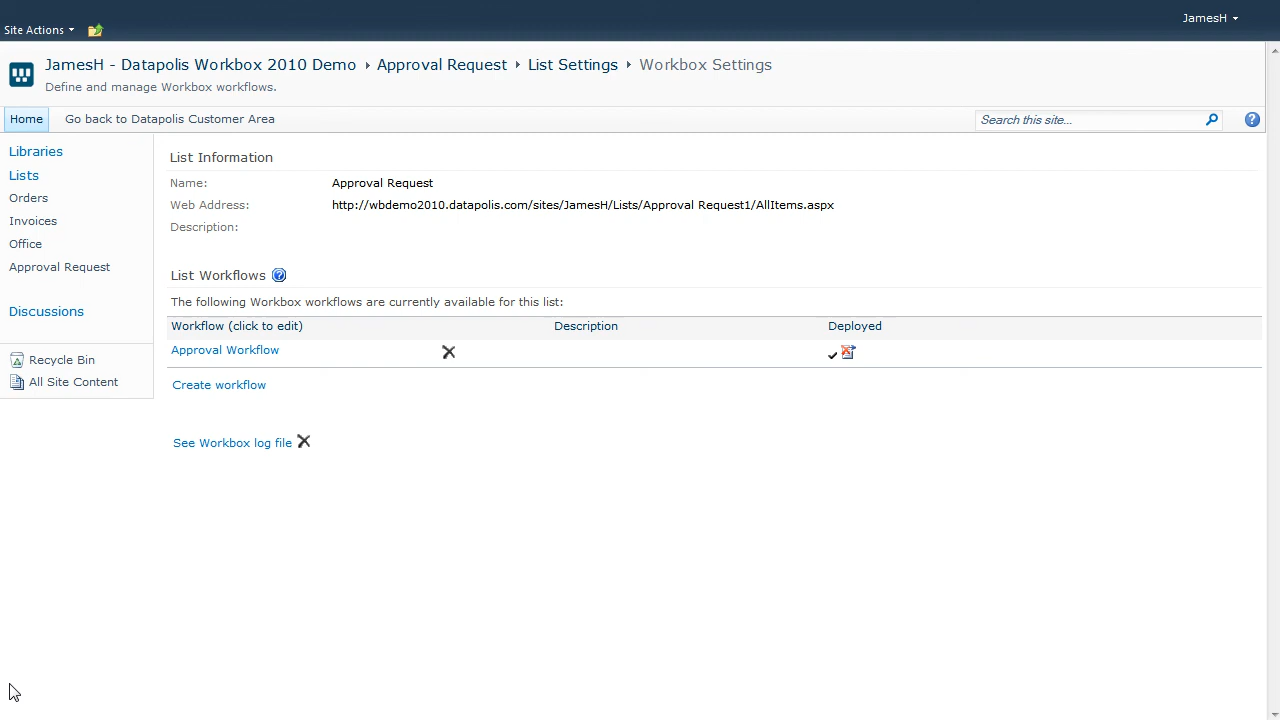 JamesH
Site Actions
JamesH - Datapolis Workbox 2010 Demo Approval Request List Settings Workbox Settings
Define and manage Workbox workflows.
Home Go back to Datapolis Customer Area Search this site...
Libraries
Lists
Orders
Invoices
Office
Approval Request
Discussions
Recycle Bin
All Site Content
List Information
Name: Approval Request
Web Address: http://wbdemo2010.datapolis.com/sites/JamesH/Lists/Approval Request1/AllItems.aspx
Description:
List Workflows
The following Workbox workflows are currently available for this list:
Workflow (click to edit) Description Deployed
Approval Workflow
Create workflow
See Workbox log file